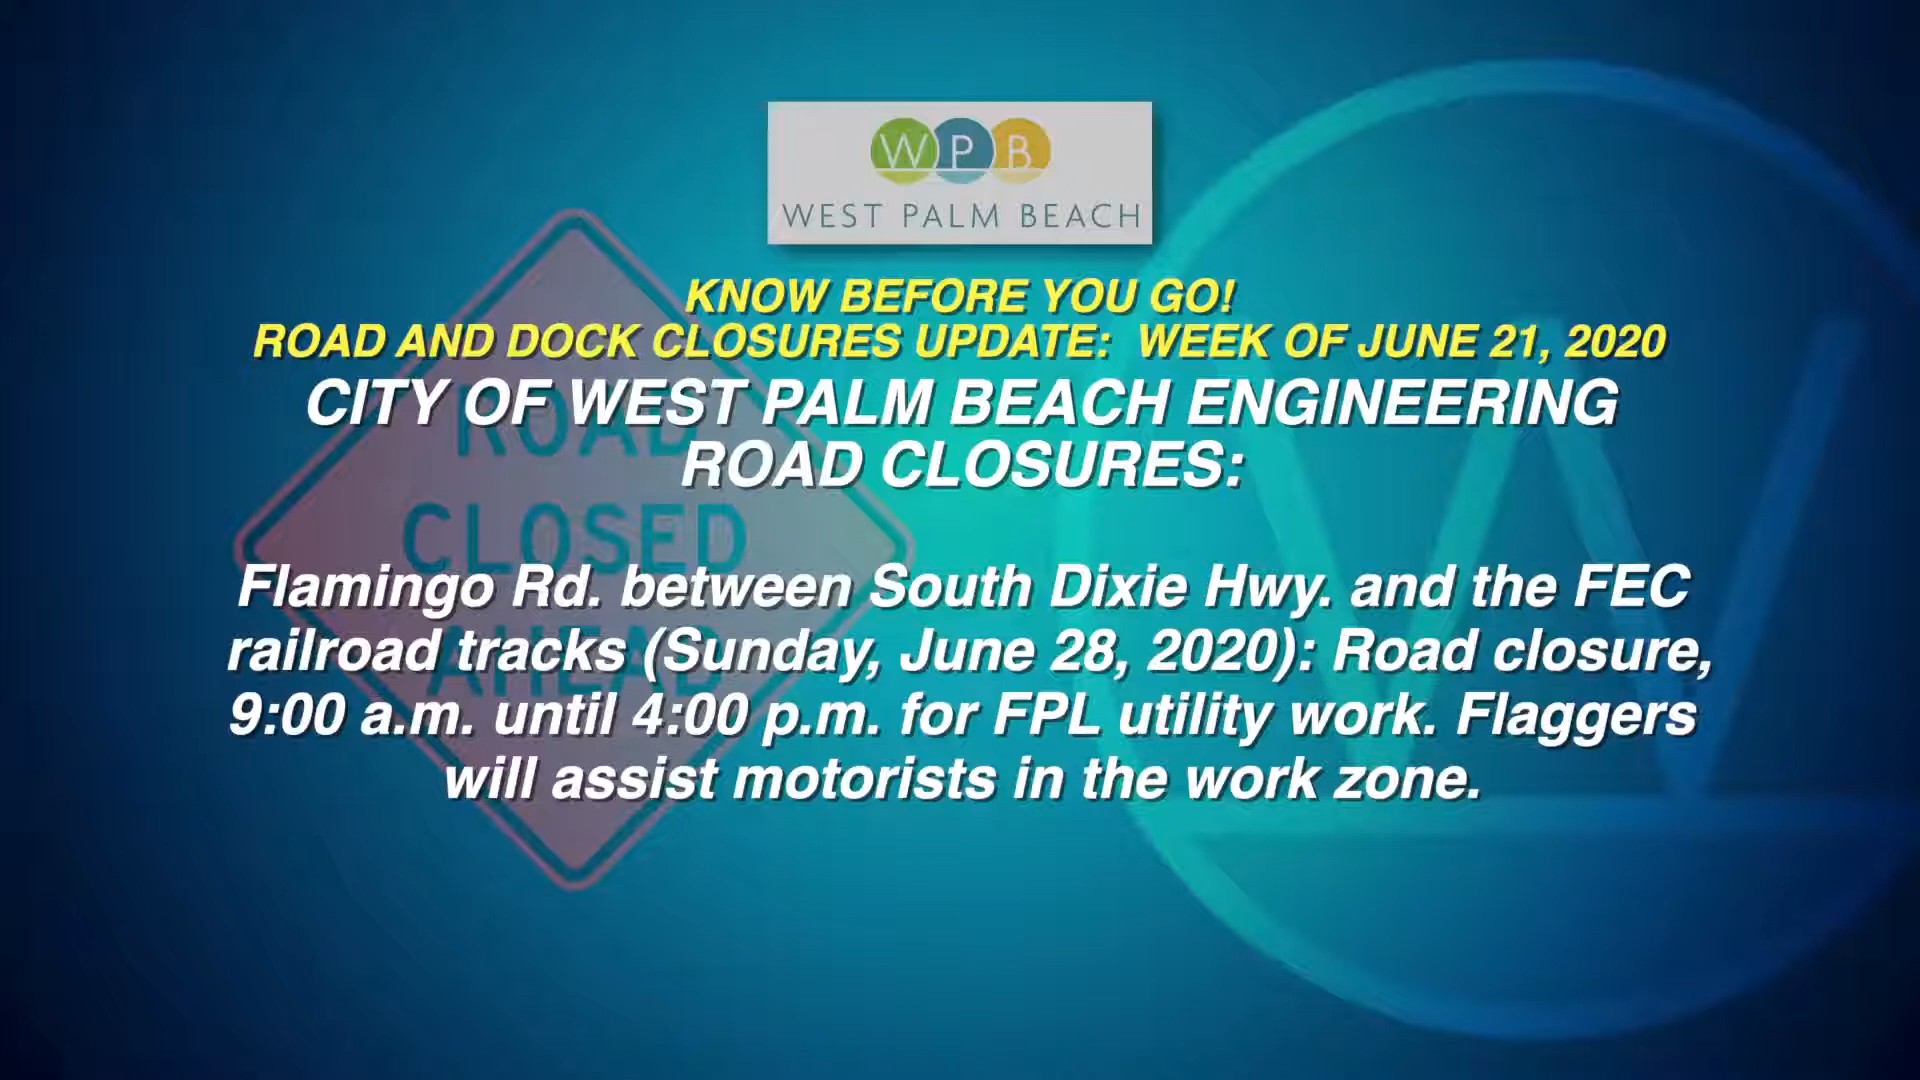 WPB
WEST PALM BEACH
KNOW BEFORE YOU GO!
ROAD AND DOCK CLOSURES UPDATE: WEEK OF JUNE 21, 2020
CITY OF WEST PALM BEACH ENGINEERING
ROAD CLOSURES:
ROAD
CLOSED
AHEAD
Flamingo Rd. between South Dixie Hwy. and the FEC
railroad tracks (Sunday, June 28, 2020): Road closure,
9:00 a.m. until 4:00 p.m. for FPL utility work. Flaggers
will assist motorists in the work zone.
W